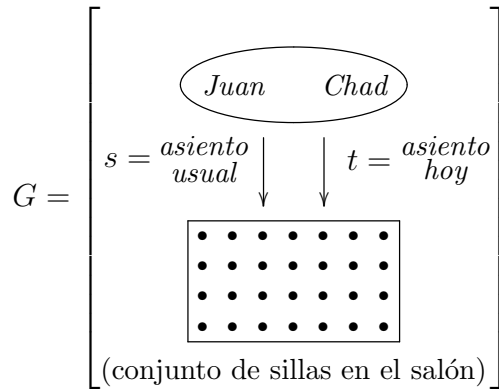 Juan Chad
s = asiento usual t = asiento hoy
G =
(conjunto de sillas en el salón)